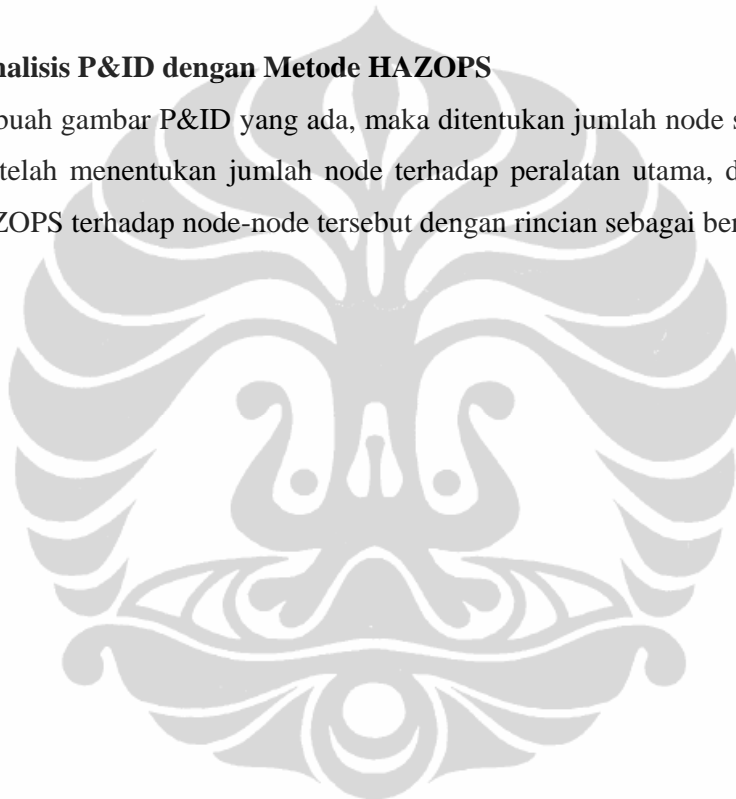 nalisis P&ID dengan Metode HAZOPS
buah gambar P&ID yang ada, maka ditentukan jumlah node s
telah menentukan jumlah node terhadap peralatan utama, d
ZOPS terhadap node-node tersebut dengan rincian sebagai ber